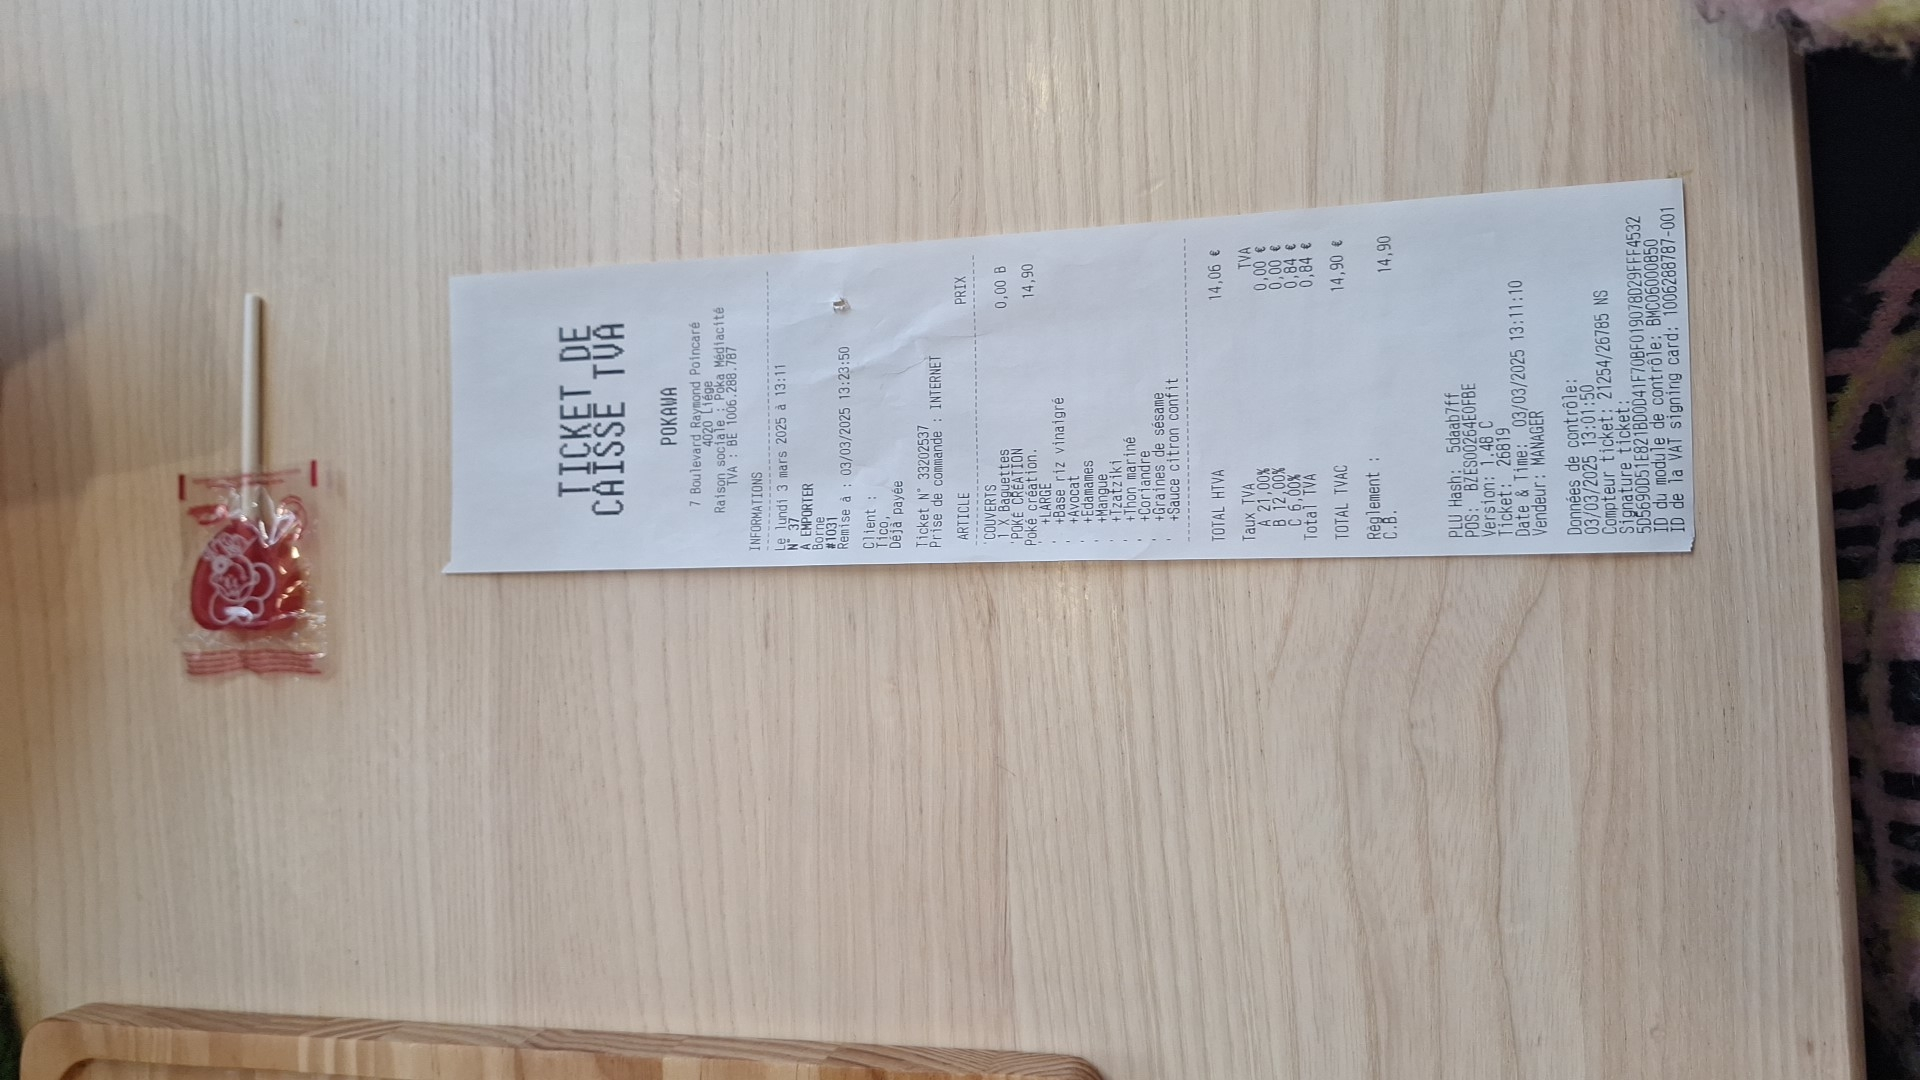 TICKET DE
CAISSE TVA
POKAWA
7 Boulevard Raymond Poincaré
4020 Liége
Raison sociale : Poka Médiacité
TVA : BE 1006.288.787
INFORMATIONS
Le lundi 3 mars 2025 à 13:11
N° 37
A EMPORTER
Borne
#1031
Remise à : 03/03/2025 13:23:50
Client :
Tico,
Déjà payée
Ticket N° 33202537
Prise de commande : INTERNET
ARTICLE PRIX
COUVERTS
1 X Baguettes 0,00 B
POKÉ CRÉATION
Poké création. 14,90
. +LARGE
. +Base riz vinaigré
. +Avocat
. +Edamames
. +Mangue
. +Tzatziki
. +Thon mariné
. +Coriandre
. +Graines de sésame
. +Sauce citron confit
TOTAL HTVA 14,06 €
Taux TVA TVA
A 21,00% 0,00 €
B 12,00% 0,00 €
C 6,00% 0,84 €
Total TVA 0,84 €
TOTAL TVAC 14,90 €
Règlement :
C.B. 14,90
PLU Hash: 5daab7ff
POS: BZES00264E0FBE
Version: 1.48 C
Ticket: 26819
Date & Time: 03/03/2025 13:11:10
Vendeur: MANAGER
Données de contrôle:
03/03/2025 13:01:50
Compteur ticket: 21254/26785 NS
Signature ticket:
5D5690D51E821BD0D41F70BF019078D29FFF4532
ID du module de contrôle: BMC06000850
ID de la VAT signing card: 1006288787-001